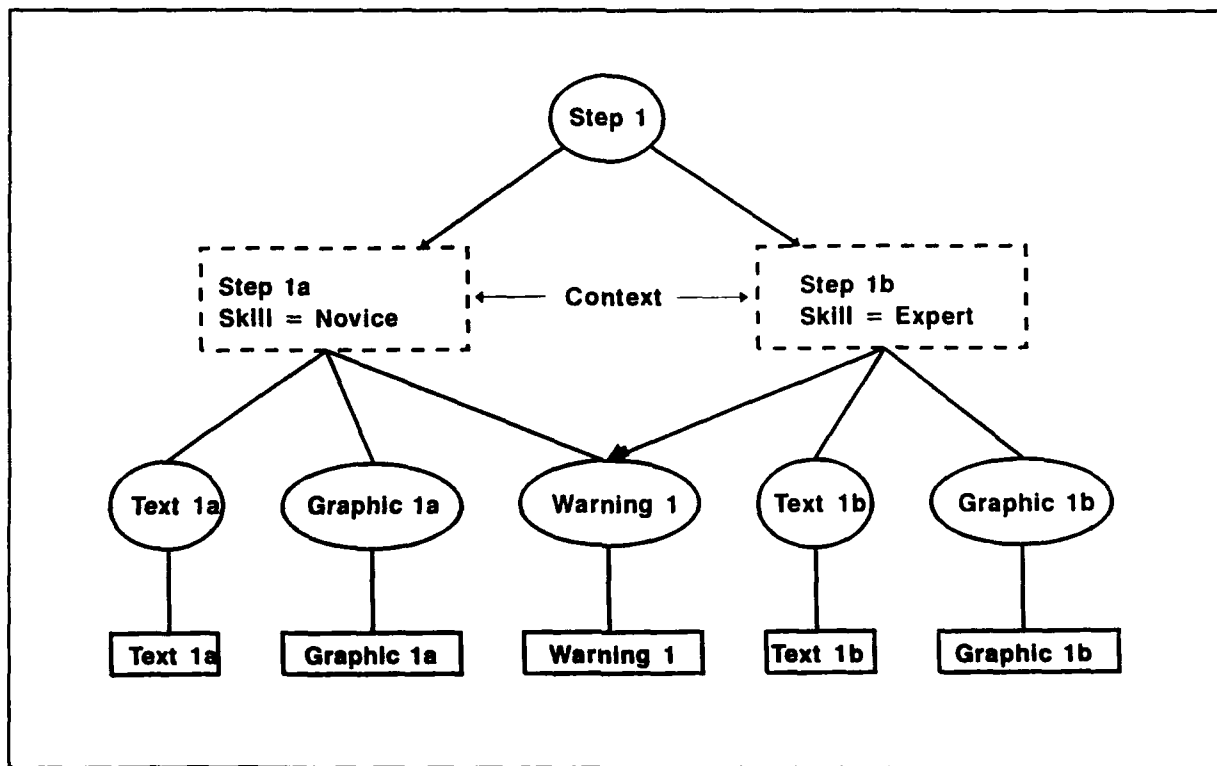 Step 1
Step 1a
Skill = Novice
Context
Step 1b
Skill = Expert
Text 1a
Graphic 1a
Warning 1
Text 1b
Graphic 1b
Text 1a
Graphic 1a
Warning 1
Text 1b
Graphic 1b